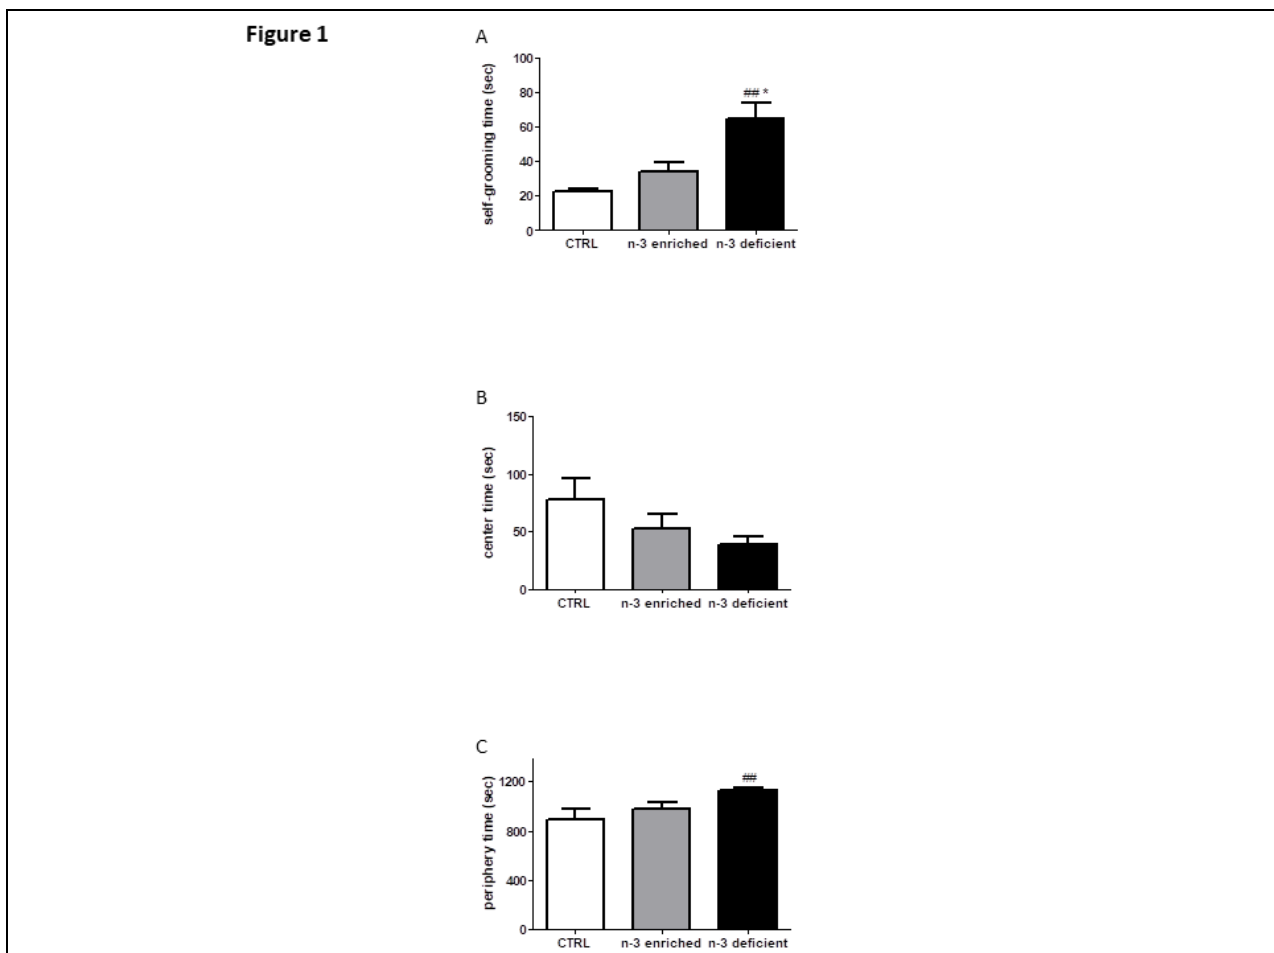 Figure 1
A
self-grooming time (sec)
100
80
60
40
20
0
## *
CTRL n-3 enriched n-3 deficient
B
center time (sec)
150
100
50
0
CTRL n-3 enriched n-3 deficient
C
periphery time (sec)
1200
800
400
0
##
CTRL n-3 enriched n-3 deficient